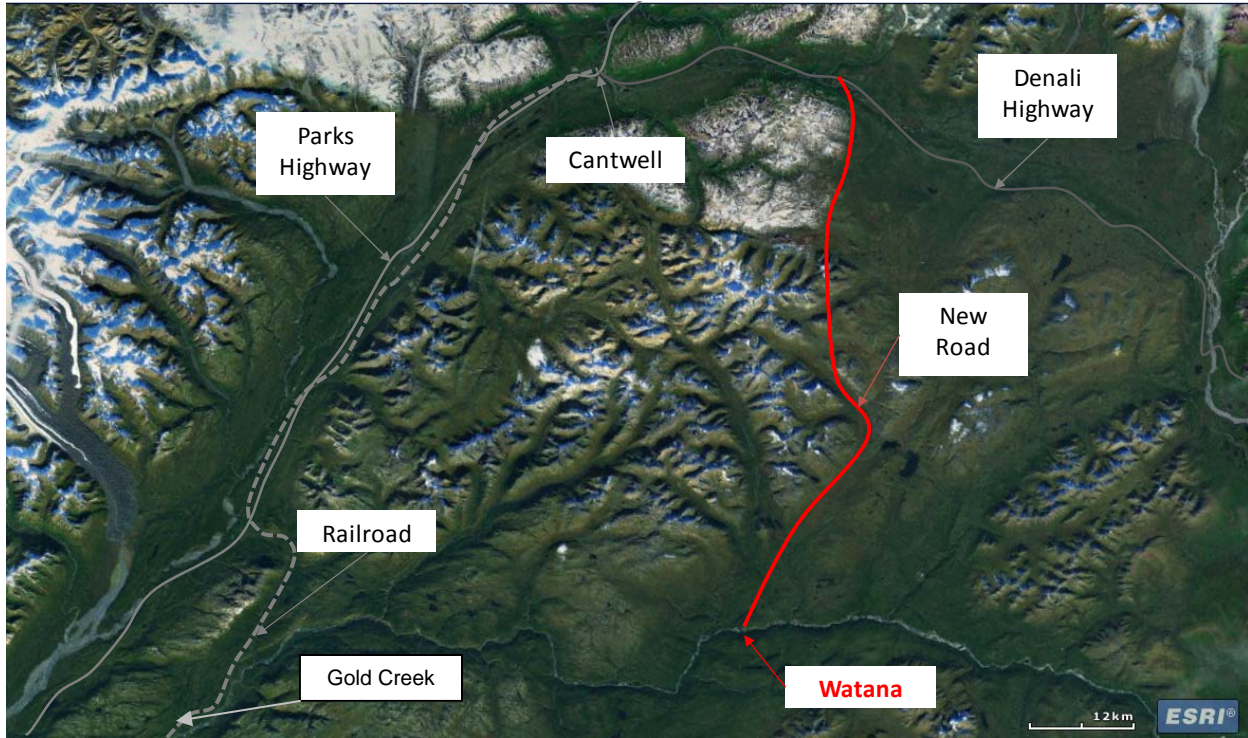 Denali
Highway
Parks
Highway
Cantwell
New
Road
Railroad
Gold Creek
Watana
12km
ESRI®